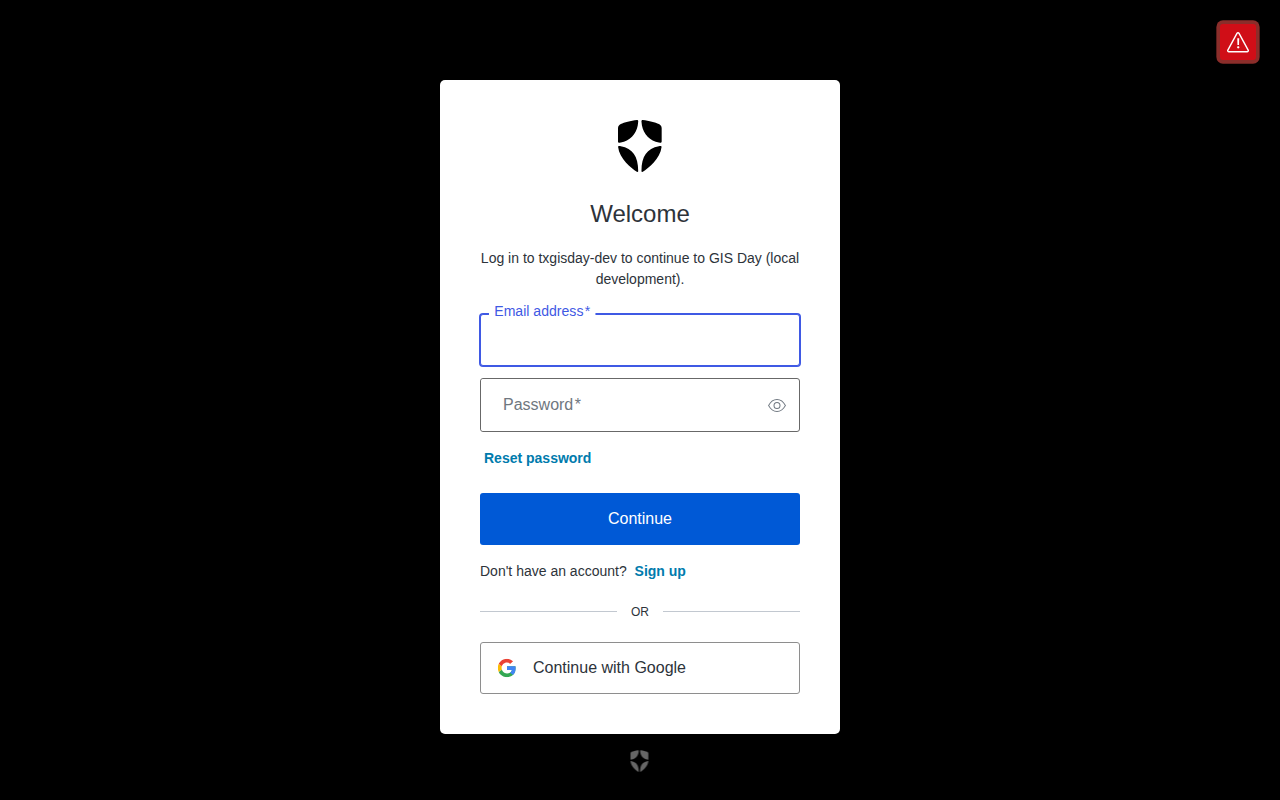 Welcome
Log in to txgisday-dev to continue to GIS Day (local
development).
Email address*
Password*
Reset password
Continue
Don't have an account? Sign up
OR
Continue with Google